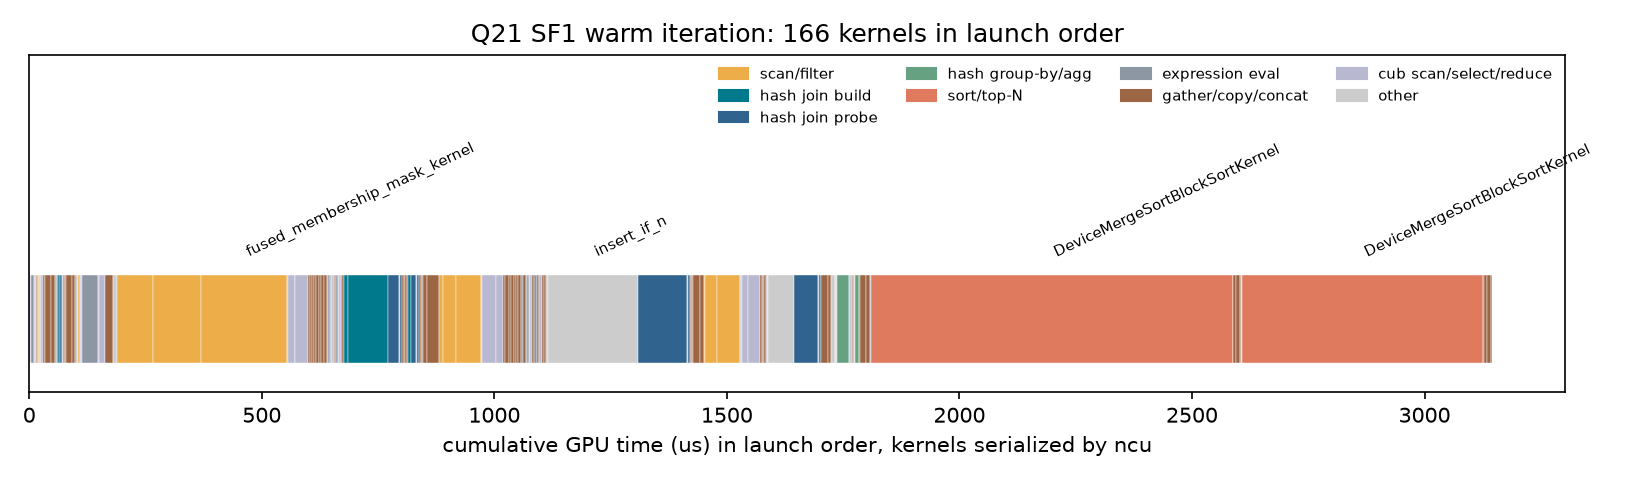 Q21 SF1 warm iteration: 166 kernels in launch order
scan/filter
hash join build
hash join probe
hash group-by/agg
sort/top-N
expression eval
gather/copy/concat
cub scan/select/reduce
other
fused_membership_mask_kernel
insert_if_n
DeviceMergeSortBlockSortKernel
DeviceMergeSortBlockSortKernel
0 500 1000 1500 2000 2500 3000
cumulative GPU time (us) in launch order, kernels serialized by ncu